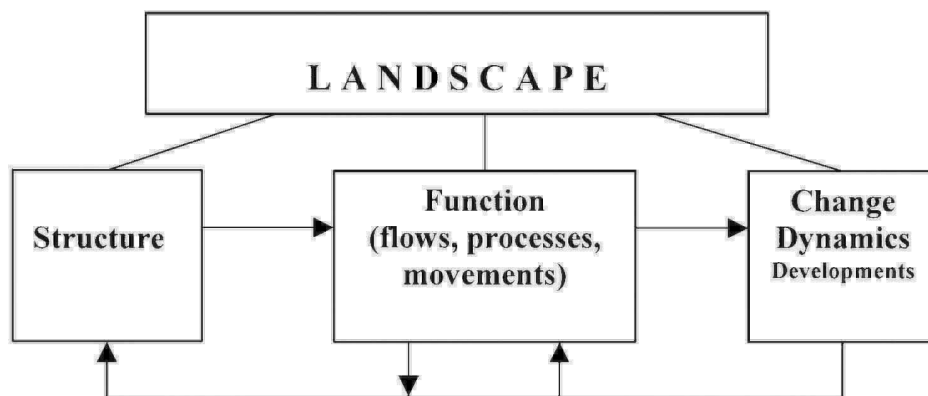 LANDSCAPE
Structure
Function
(flows, processes,
movements)
Change
Dynamics
Developments